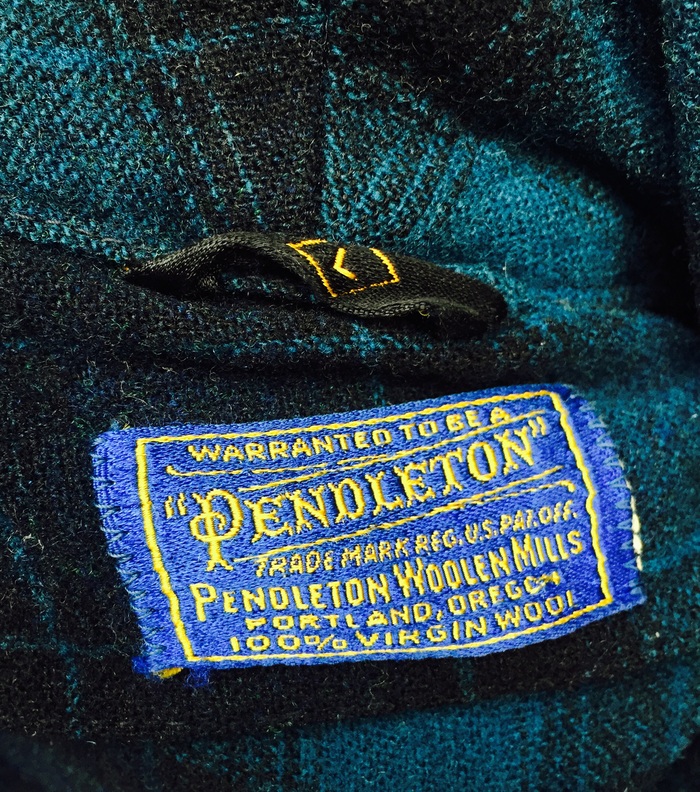 WARRANTED TO BE A
"PENDLETON"
TRADE MARK REG. U.S. PAT. OFF.
PENDLETON WOOLEN MILLS
PORTLAND, OREGON
100% VIRGIN WOOL